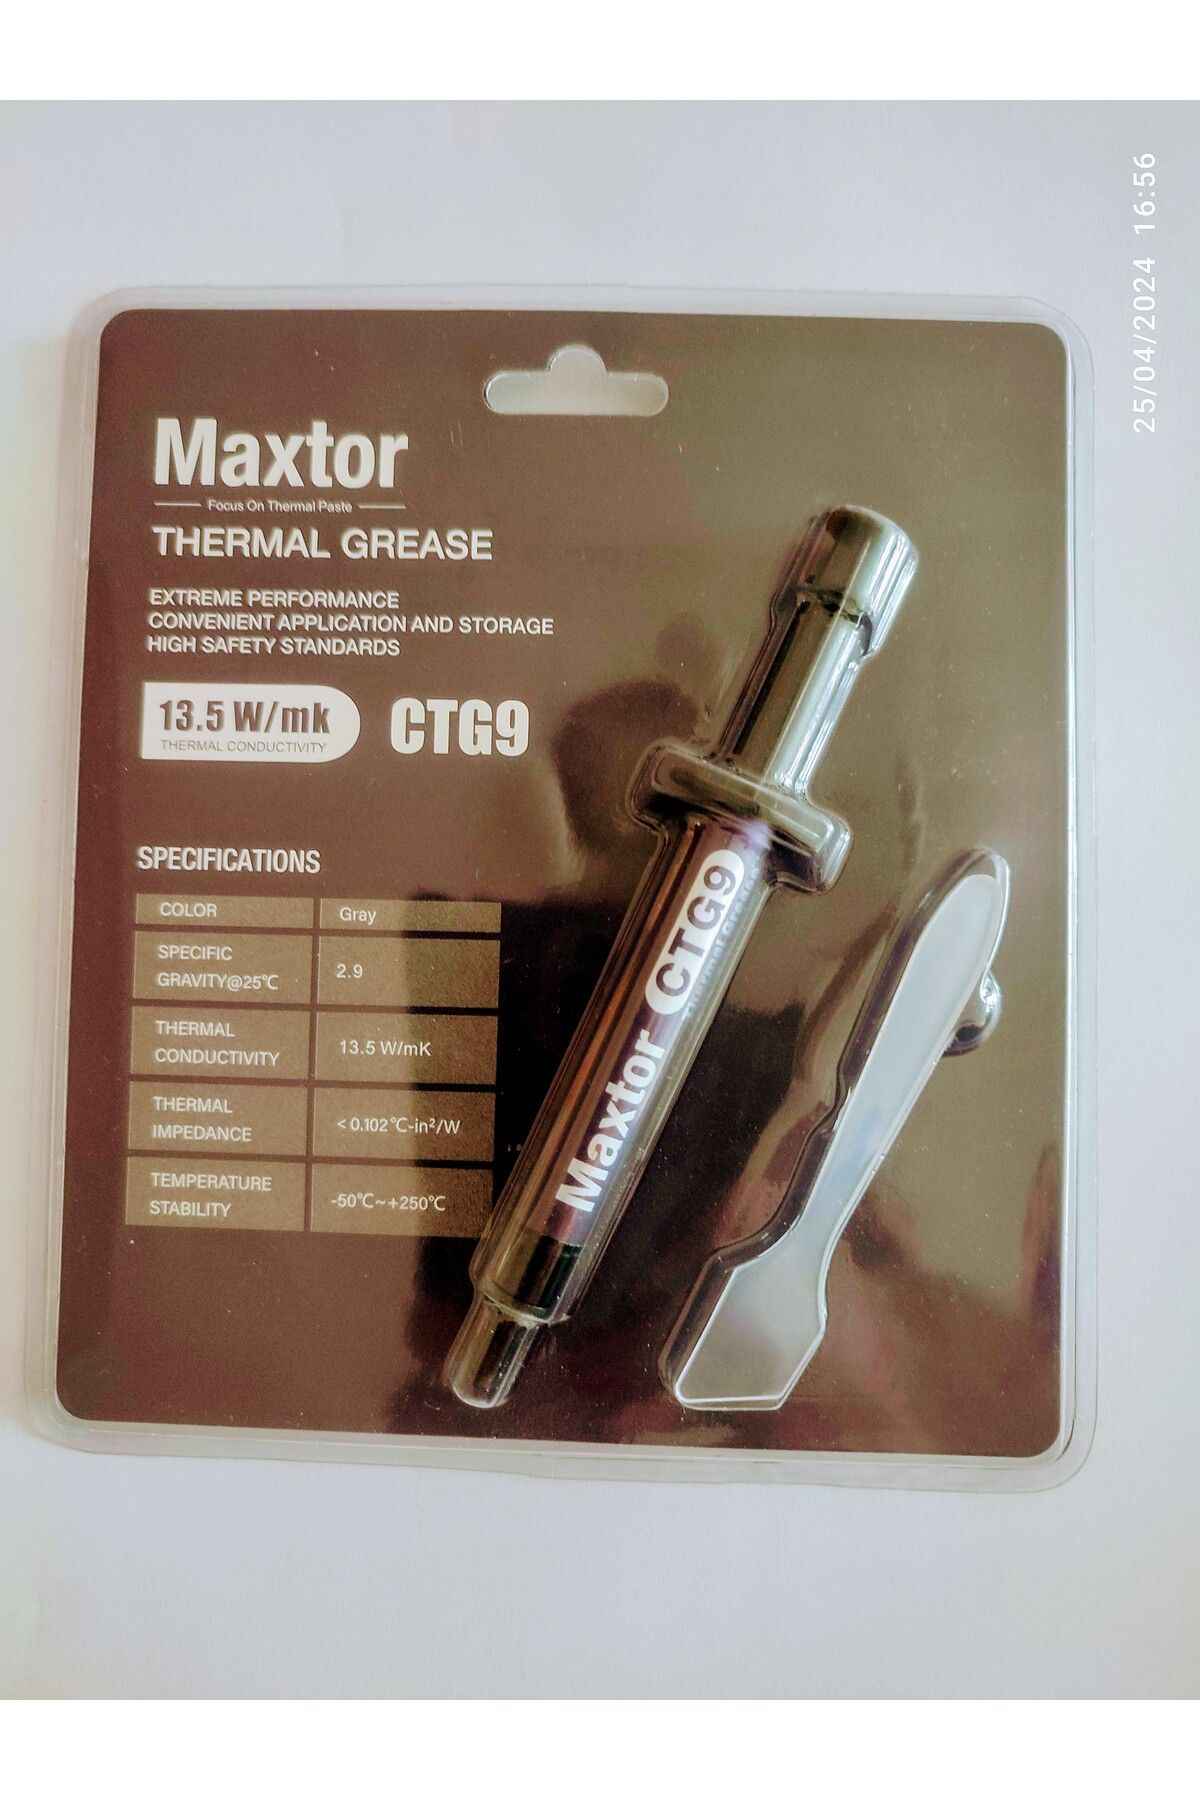 25/04/2024 16:56
Maxtor
Focus On Thermal Paste
THERMAL GREASE
EXTREME PERFORMANCE
CONVENIENT APPLICATION AND STORAGE
HIGH SAFETY STANDARDS
13.5 W/mk
THERMAL CONDUCTIVITY
CTG9
SPECIFICATIONS
COLOR Gray
SPECIFIC
GRAVITY@25℃ 2.9
THERMAL
CONDUCTIVITY 13.5 W/mK
THERMAL
IMPEDANCE < 0.102℃-in²/W
TEMPERATURE
STABILITY -50℃~+250℃
Maxtor CTG9
Thermal Grease